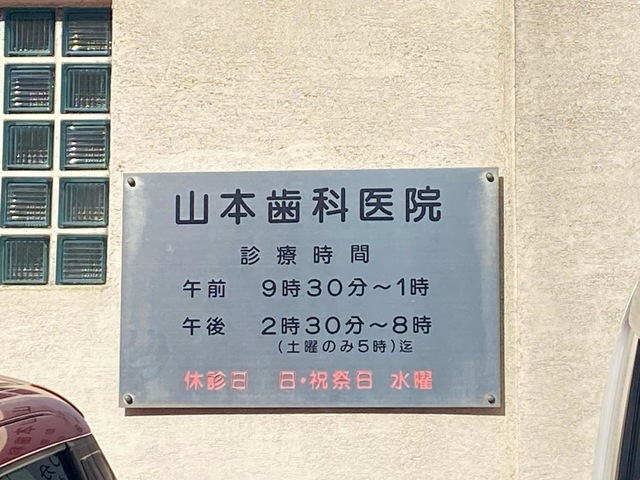 山本歯科医院
診療時間
午前 9時30分～1時
午後 2時30分～8時
(土曜のみ5時)迄
休診日 日・祝祭日 水曜